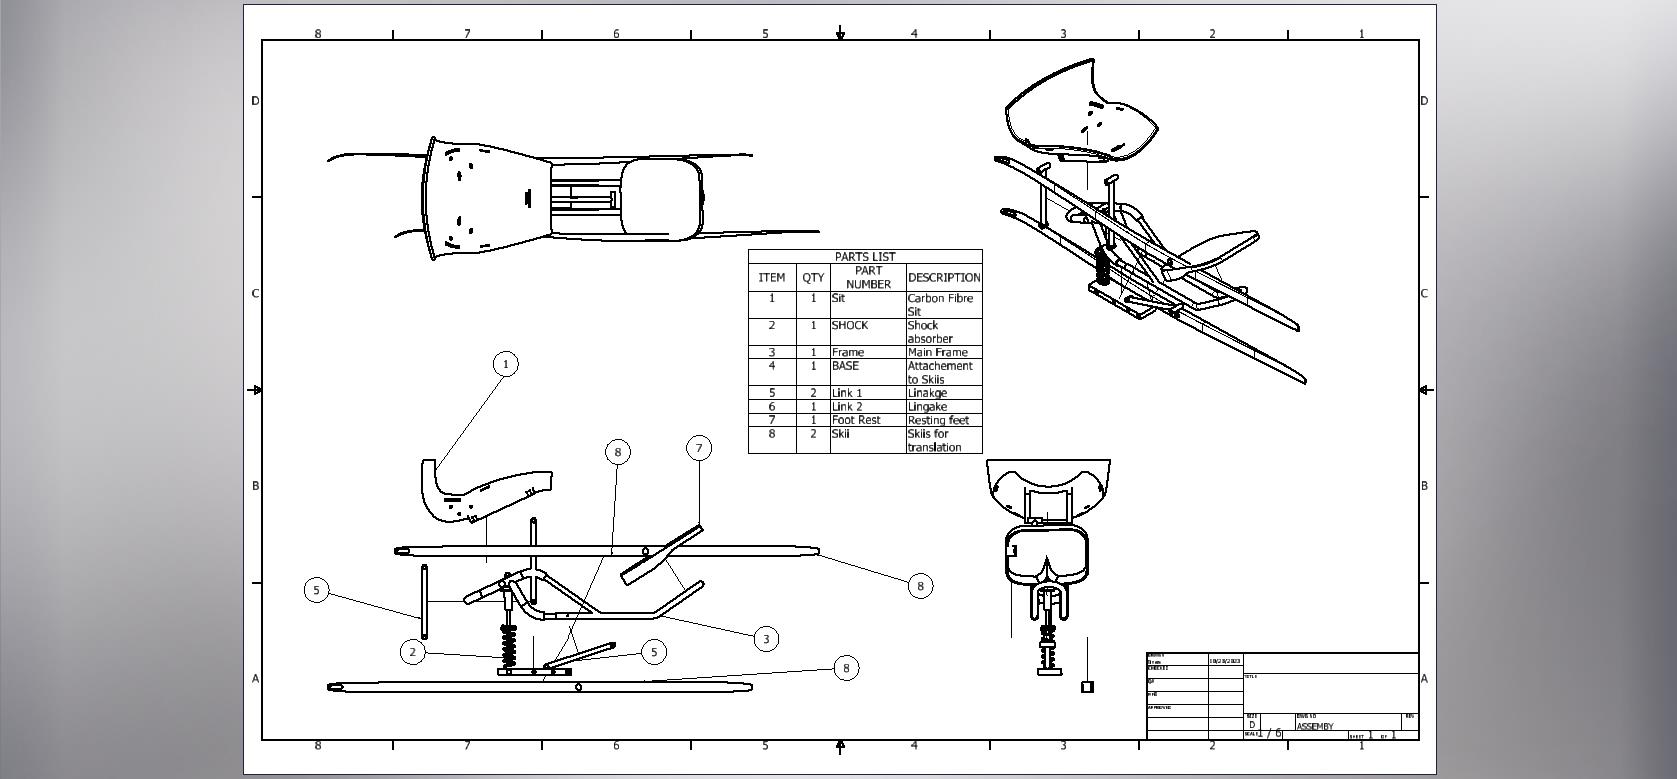 8 7 6 5 4 3 2 1
D D
PARTS LIST
ITEM QTY PART NUMBER DESCRIPTION
1 1 Sit Carbon Fibre Sit
2 1 SHOCK Shock absorber
3 1 Frame Main Frame
4 1 BASE Attachement to Skiis
5 2 Link 1 Linakge
6 1 Link 2 Lingake
7 1 Foot Rest Resting feet
8 2 Skii Skiis for translation
C C
1
8
7
B B
5
8
3
2
5
8
A A
10/23/2023
CHECKED
TITLE
APPROVED
SIZE
D
DWG NO
ASSEMBY
REV
SCALE 1 / 6
SHEET 1 OF 1
8 7 6 5 4 3 2 1